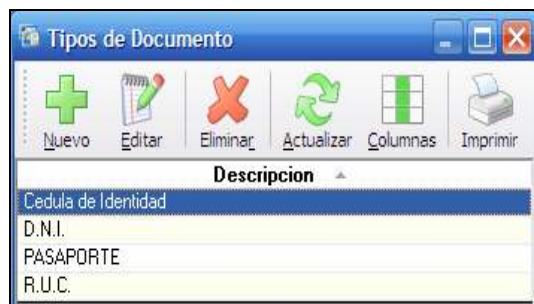 Tipos de Documento
Nuevo Editar Eliminar Actualizar Columnas Imprimir
Descripcion
Cedula de Identidad
D.N.I.
PASAPORTE
R.U.C.